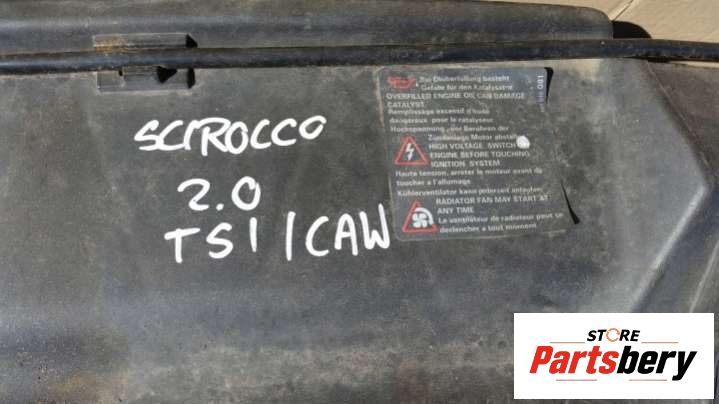 SCIROCCO
2.0
TSI/CAW
Bei Ölüberfüllung besteht
Gefahr für den Katalysator
OVERFILLED ENGINE OIL CAN DAMAGE
CATALYST.
Remplissage excessif d'huile
dangereux pour le catalyseur
Hochspannung, vor Berühren der
Zündanlage Motor abstellen
HIGH VOLTAGE SWITCH
ENGINE BEFORE TOUCHING
IGNITION SYSTEM
Haute tension, arreter le moteur avant de
toucher a l'allumage.
Kühlerventilator kann jederzeit anlaufen
RADIATOR FAN MAY START AT
ANY TIME
Le ventilateur de radiateur peut se
declencher a tout moment
STORE
Partsbery